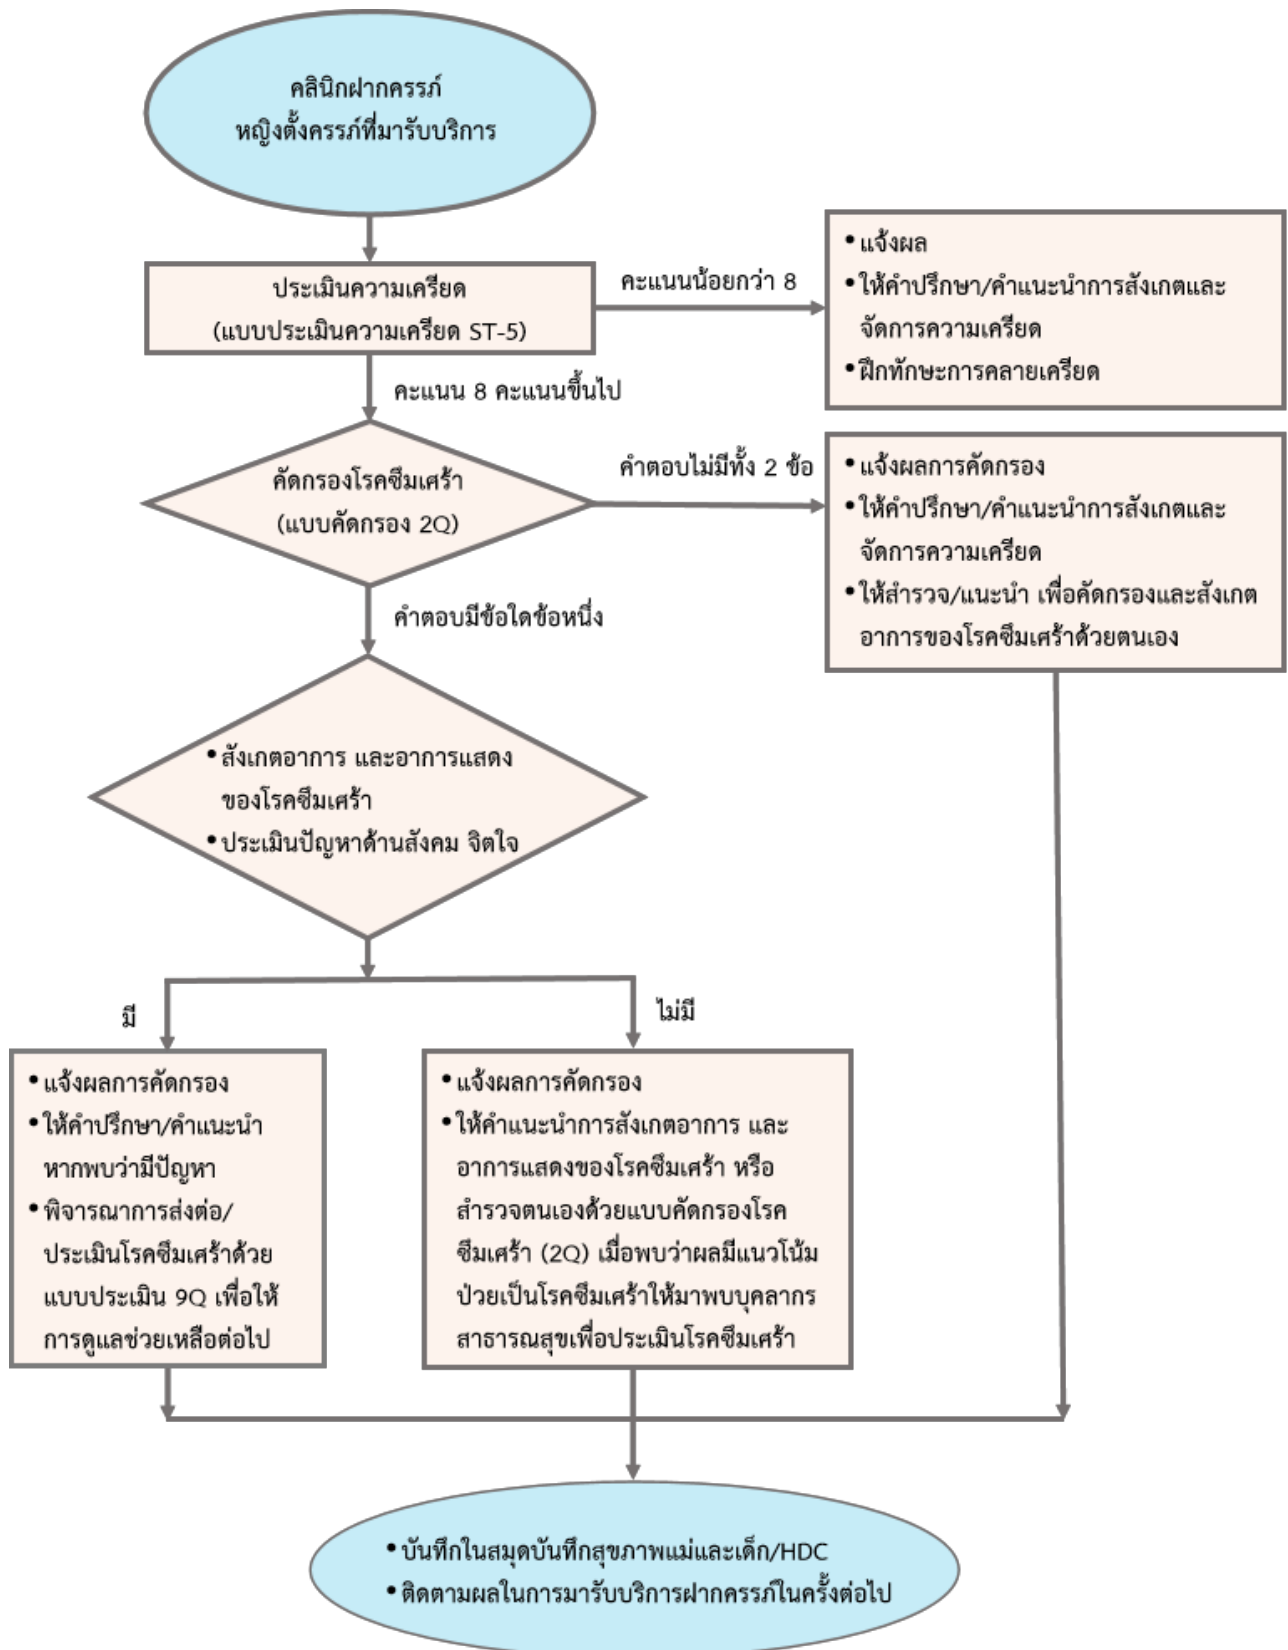 คลินิกฝากครรภ์
หญิงตั้งครรภ์ที่มารับบริการ
ประเมินความเครียด
(แบบประเมินความเครียด ST-5)
คะแนนน้อยกว่า 8
• แจ้งผล
• ให้คำปรึกษา/คำแนะนำการสังเกตและ
จัดการความเครียด
• ฝึกทักษะการคลายเครียด
คะแนน 8 คะแนนขึ้นไป
คัดกรองโรคซึมเศร้า
(แบบคัดกรอง 2Q)
คำตอบไม่มีทั้ง 2 ข้อ
• แจ้งผลการคัดกรอง
• ให้คำปรึกษา/คำแนะนำการสังเกตและ
จัดการความเครียด
• ให้สำรวจ/แนะนำ เพื่อคัดกรองและสังเกต
อาการของโรคซึมเศร้าด้วยตนเอง
คำตอบมีข้อใดข้อหนึ่ง
• สังเกตอาการ และอาการแสดง
ของโรคซึมเศร้า
• ประเมินปัญหาด้านสังคม จิตใจ
มี
ไม่มี
• แจ้งผลการคัดกรอง
• ให้คำปรึกษา/คำแนะนำ
หากพบว่ามีปัญหา
• พิจารณาการส่งต่อ/
ประเมินโรคซึมเศร้าด้วย
แบบประเมิน 9Q เพื่อให้
การดูแลช่วยเหลือต่อไป
• แจ้งผลการคัดกรอง
• ให้คำแนะนำการสังเกตอาการ และ
อาการแสดงของโรคซึมเศร้า หรือ
สำรวจตนเองด้วยแบบคัดกรองโรค
ซึมเศร้า (2Q) เมื่อพบว่าผลมีแนวโน้ม
ป่วยเป็นโรคซึมเศร้าให้มาพบบุคลากร
สาธารณสุขเพื่อประเมินโรคซึมเศร้า
• บันทึกในสมุดบันทึกสุขภาพแม่และเด็ก/HDC
• ติดตามผลในการมารับบริการฝากครรภ์ในครั้งต่อไป